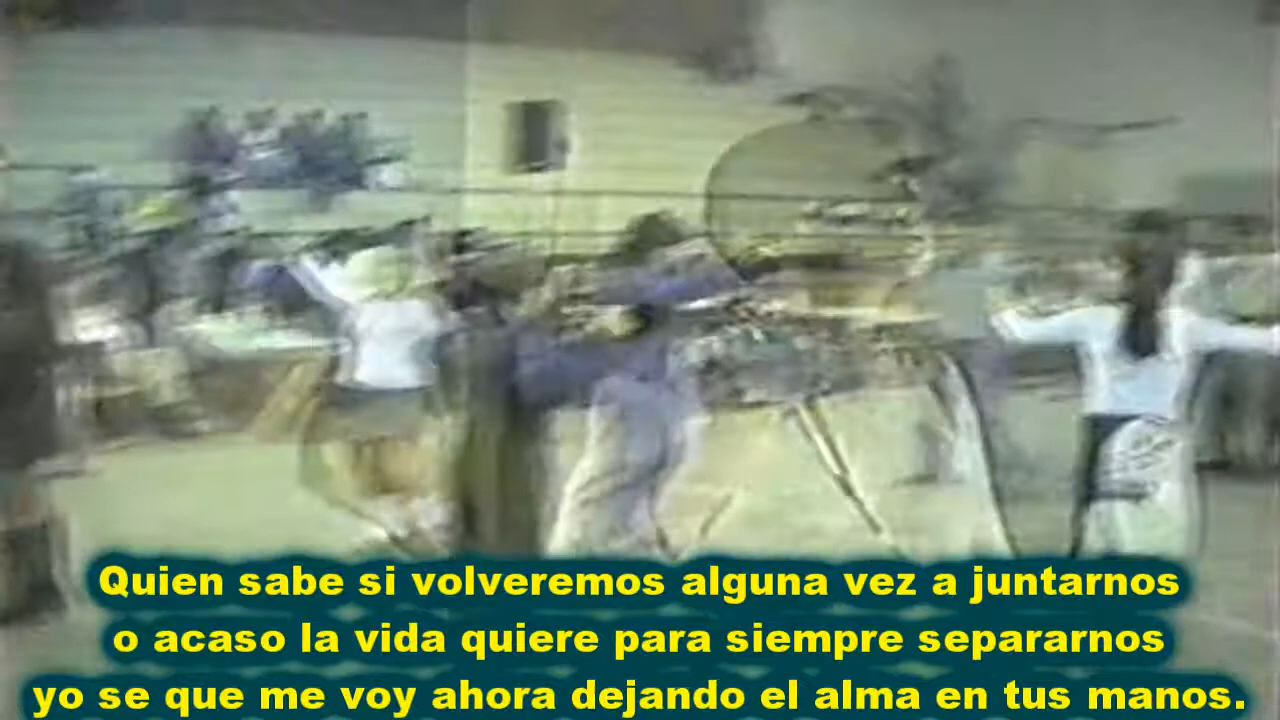 Quien sabe si volveremos alguna vez a juntarnos
o acaso la vida quiere para siempre separarnos
yo se que me voy ahora dejando el alma en tus manos.